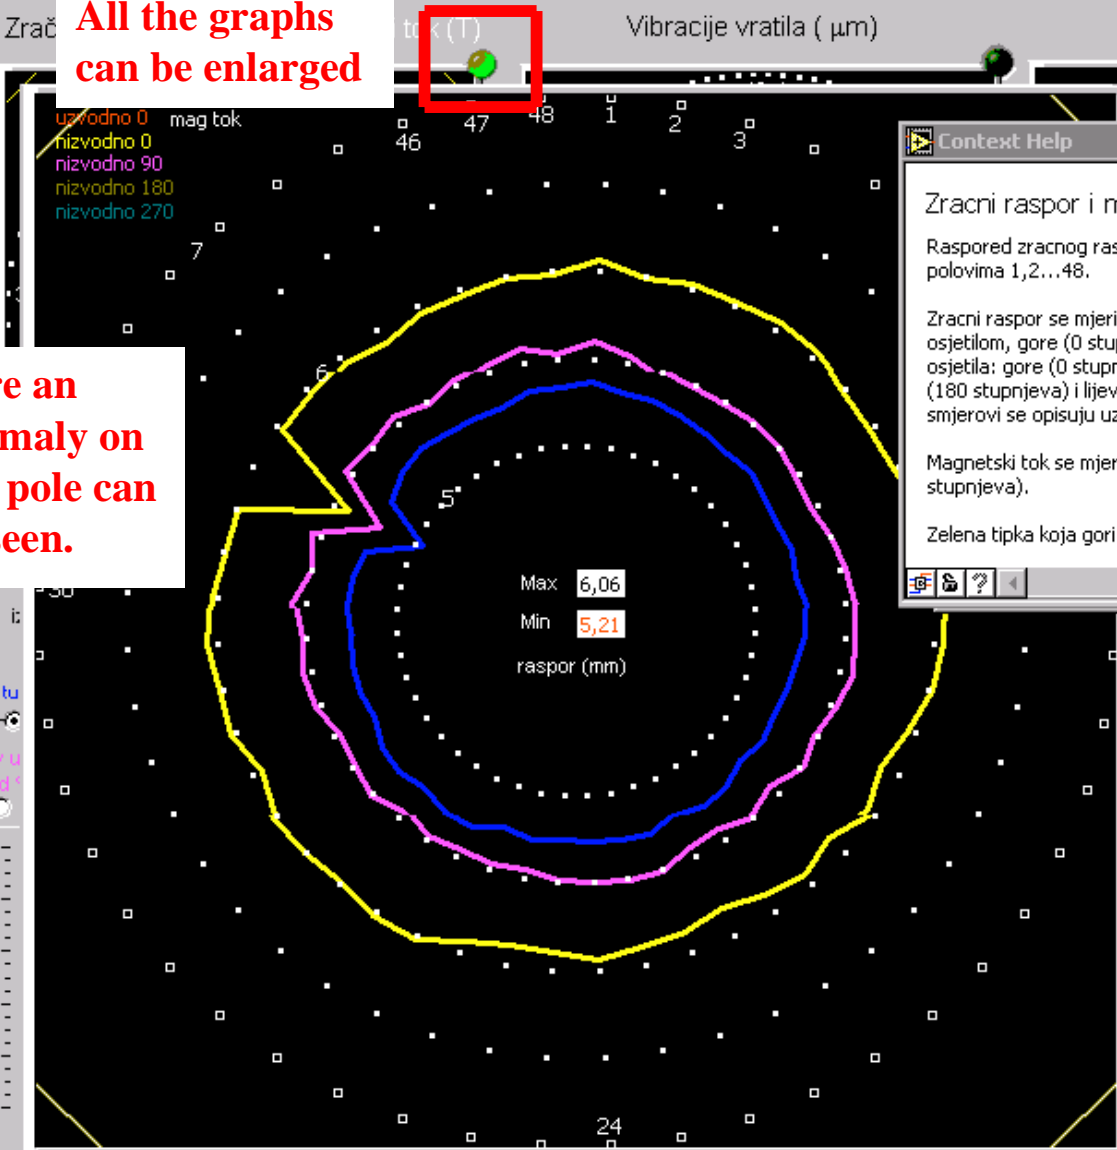 Zrač
All the graphs
can be enlarged
tok (T)
Vibracije vratila ( µm)
uzvodno 0
mag tok
nizvodno 0
nizvodno 90
nizvodno 180
nizvodno 270
46
47
48
1
2
3
7
6
5
Context Help
Zracni raspor i m
Raspored zracnog ras
polovima 1,2...48.
Zracni raspor se mjeri
osjetilom, gore (0 stup
osjetila: gore (0 stupr
(180 stupnjeva) i lijev
smjerovi se opisuju uz
Magnetski tok se mjer
stupnjeva).
Zelena tipka koja gori
e an
maly on
pole can
een.
Max 6,06
Min 5,21
raspor (mm)
30
tu
24